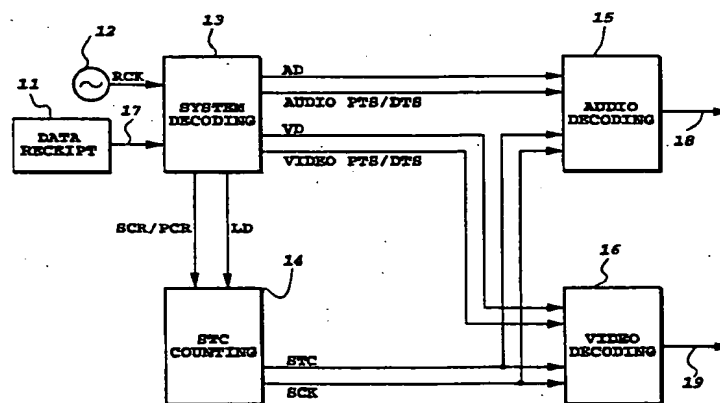 12
13
15
RCK
AD
11
17
SYSTEM
DECODING
AUDIO PTS/DTS
AUDIO
DECODING
DATA
RECEIPT
VD
VIDEO PTS/DTS
18
SCR/PCR
LD
14
16
STC
COUNTING
VIDEO
DECODING
STC
SCK
19